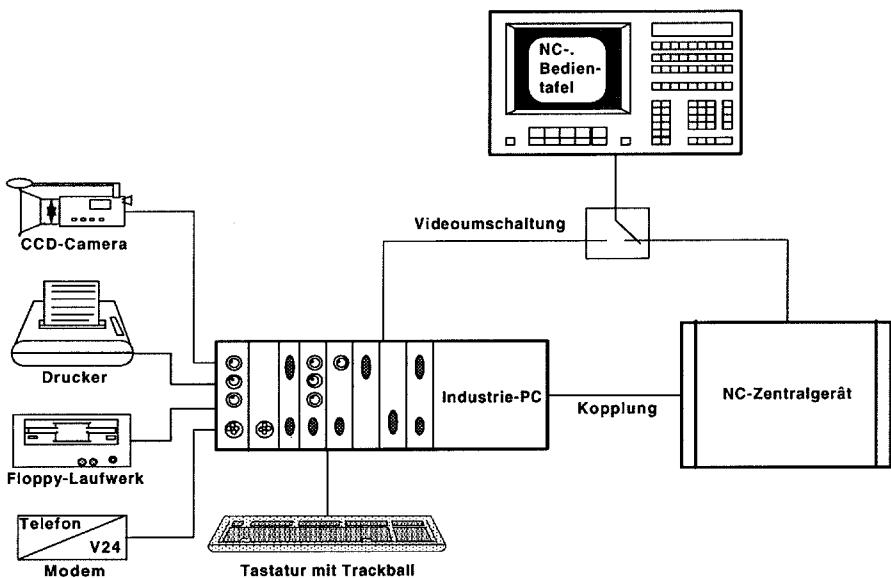 NC-.
Bedien-
tafel
Videoumschaltung
CCD-Camera
Drucker
Industrie-PC
Kopplung
NC-Zentralgerät
Floppy-Laufwerk
Telefon
V24
Modem
Tastatur mit Trackball